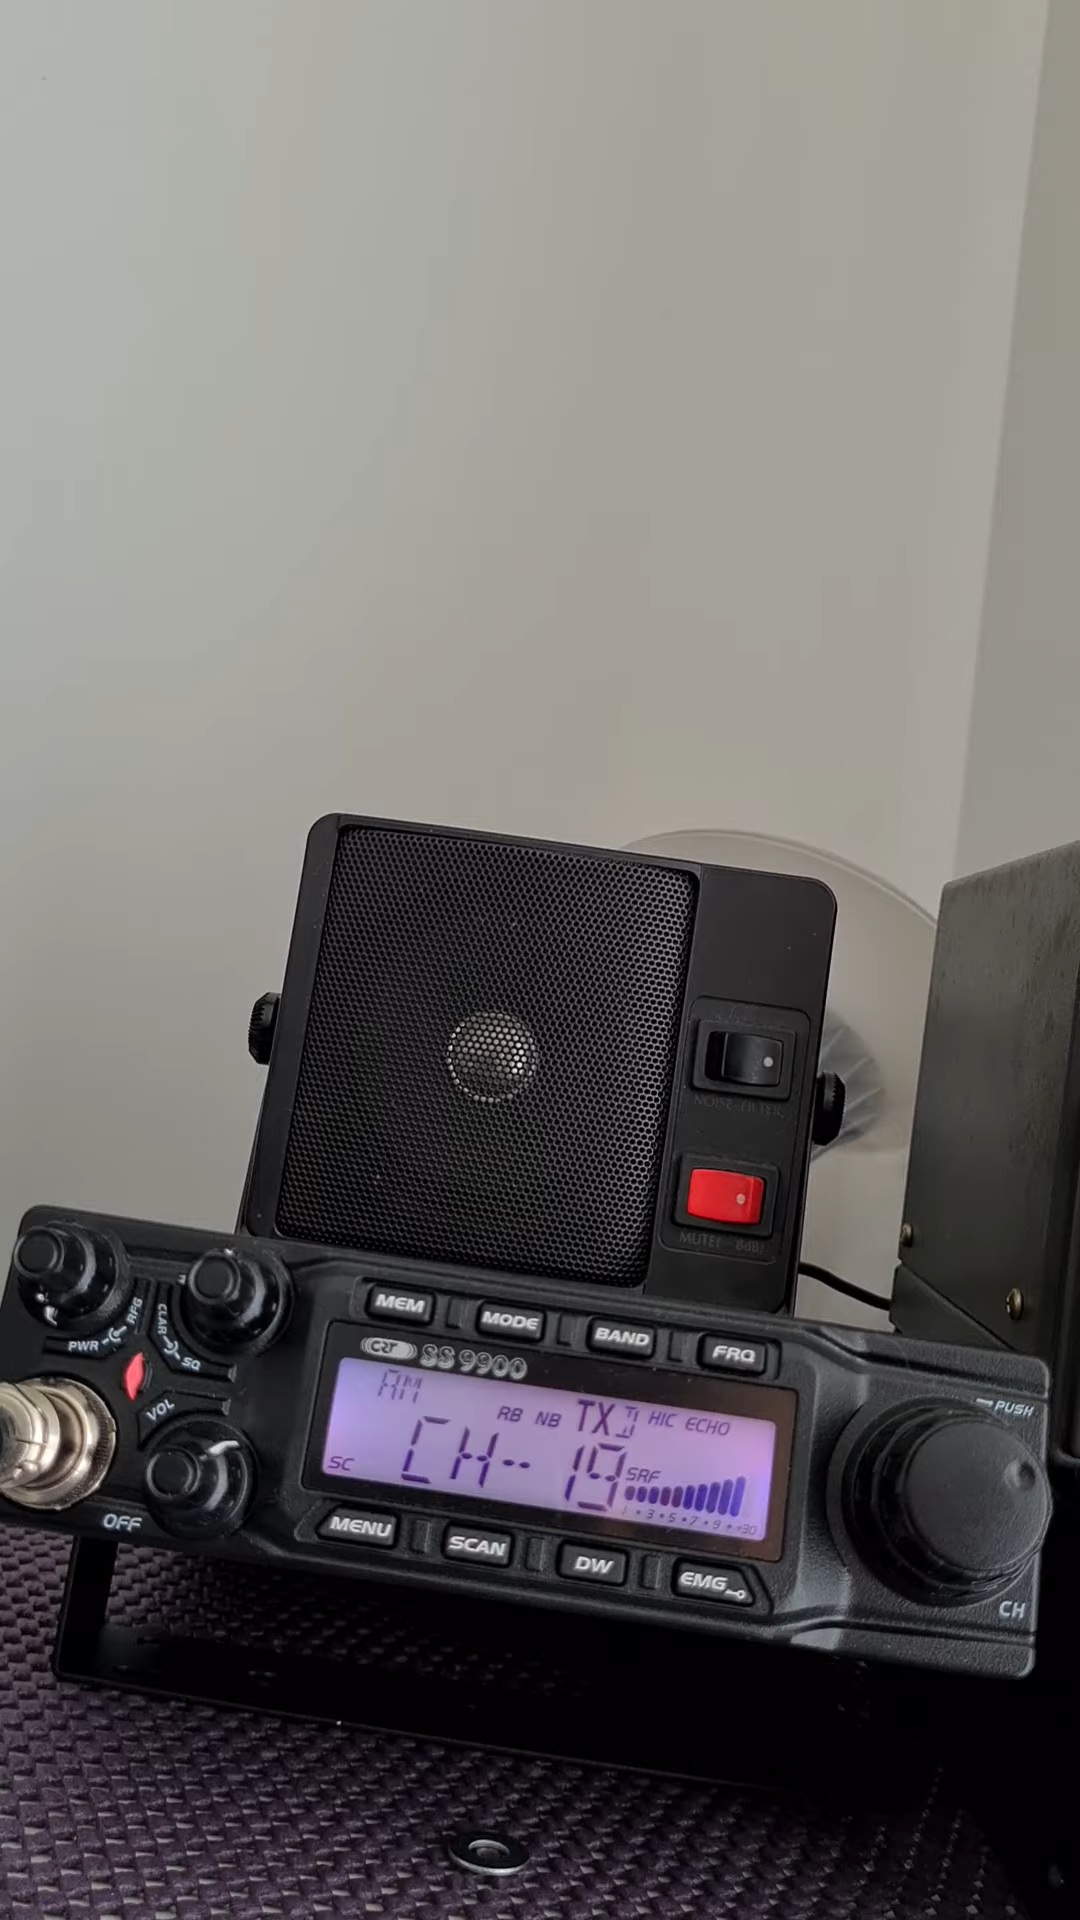 NOISE-FILTER
MUTE(-8dB)
MEM
MODE
BAND
FRQ
CRT SS 9900
PWR
RFG
CLAR
SQ
VOL
OFF
AM
RB NB TX HIC ECHO
SC
CH-- 19
SRF
1 • 3 • 5 • 7 • 9 • +30
PUSH
MENU
SCAN
DW
EMG
CH